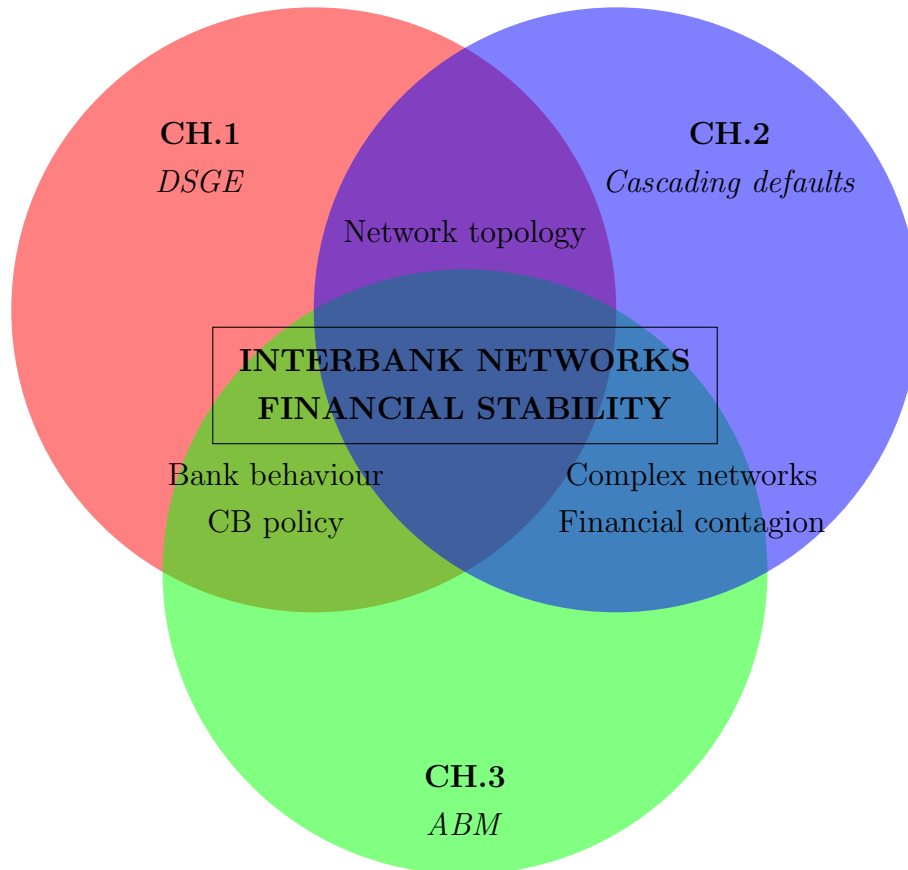 CH.1
DSGE
CH.2
Cascading defaults
Network topology
INTERBANK NETWORKS
FINANCIAL STABILITY
Bank behaviour
CB policy
Complex networks
Financial contagion
CH.3
ABM